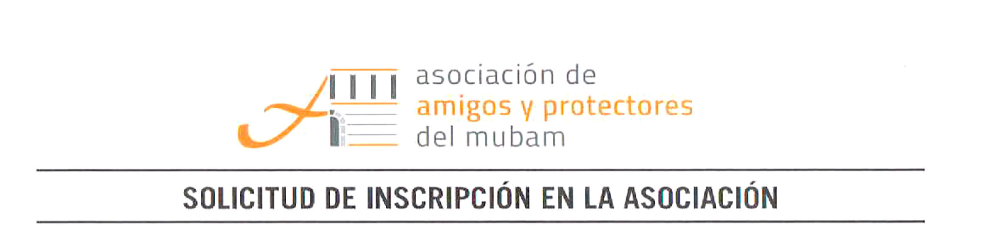 asociación de
amigos y protectores
del mubam
SOLICITUD DE INSCRIPCIÓN EN LA ASOCIACIÓN